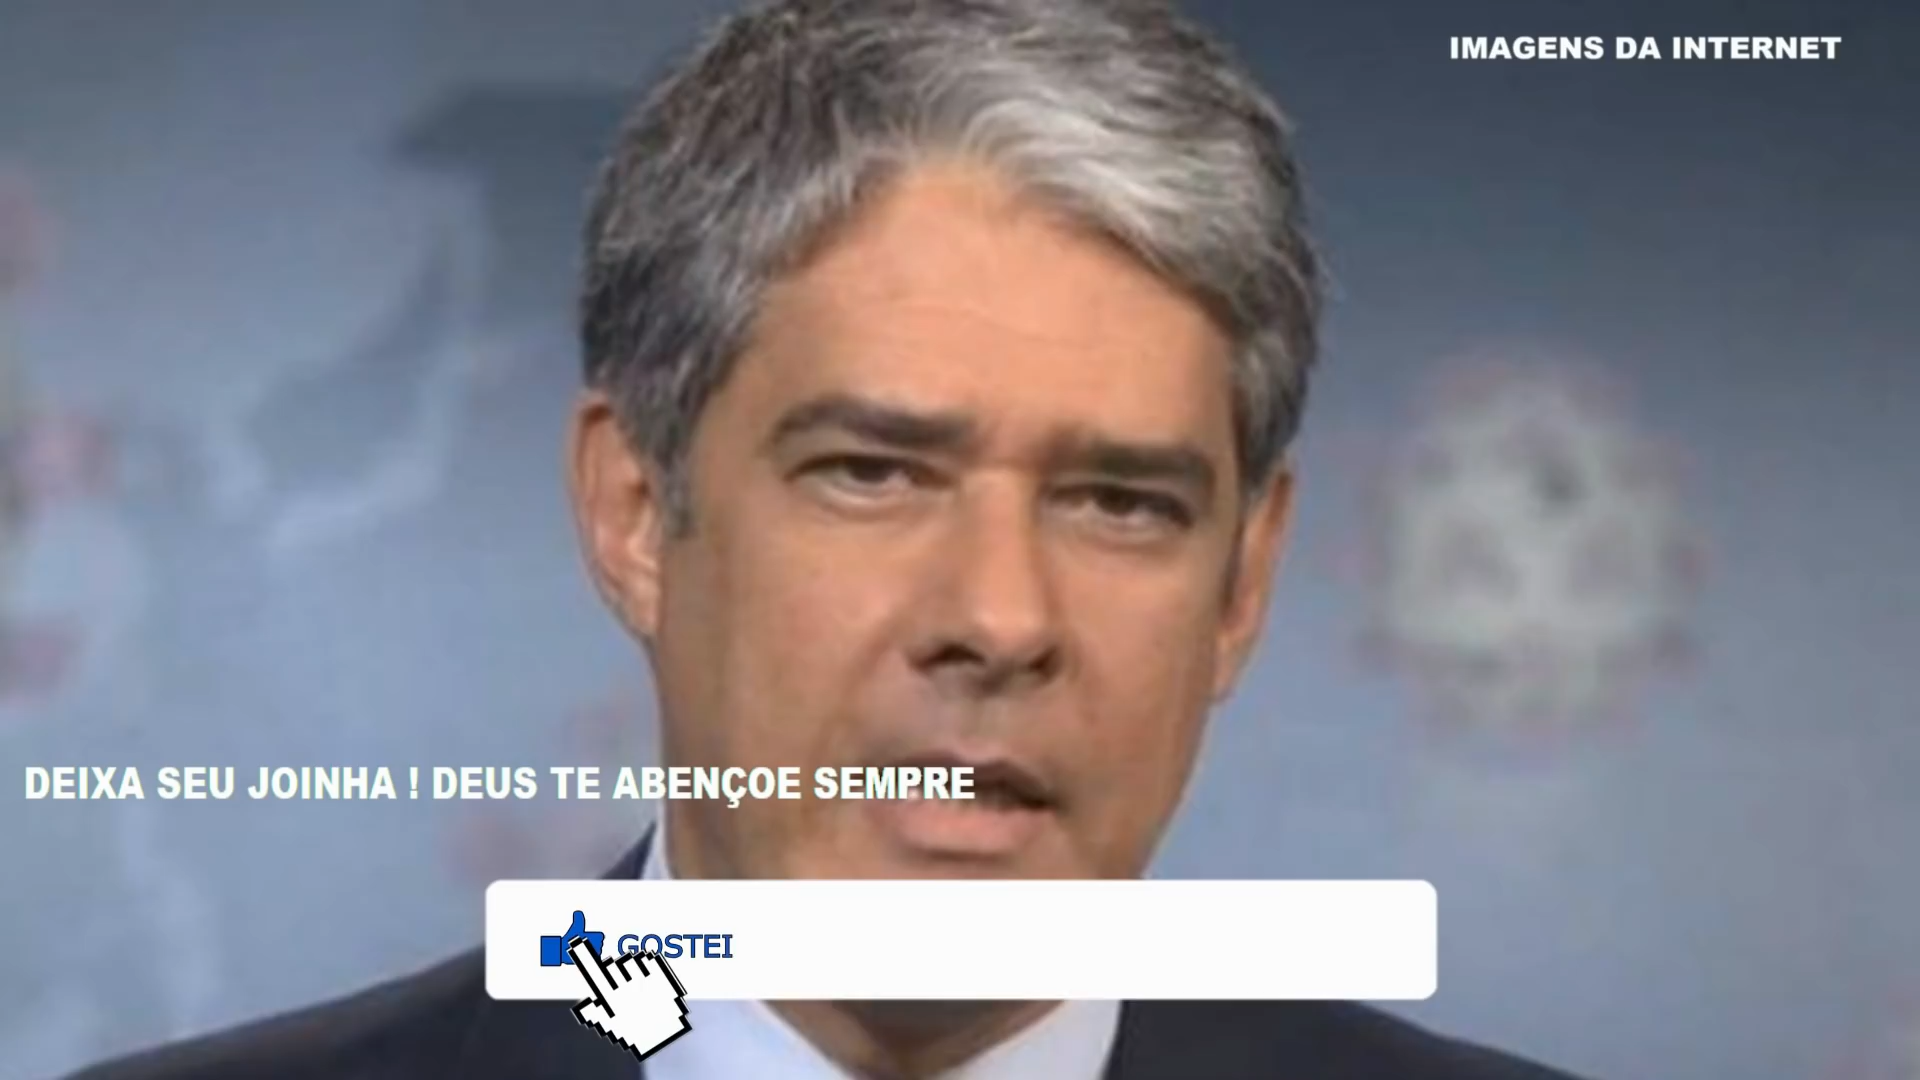 IMAGENS DA INTERNET
DEIXA SEU JOINHA ! DEUS TE ABENÇOE SEMPRE
GOSTEI